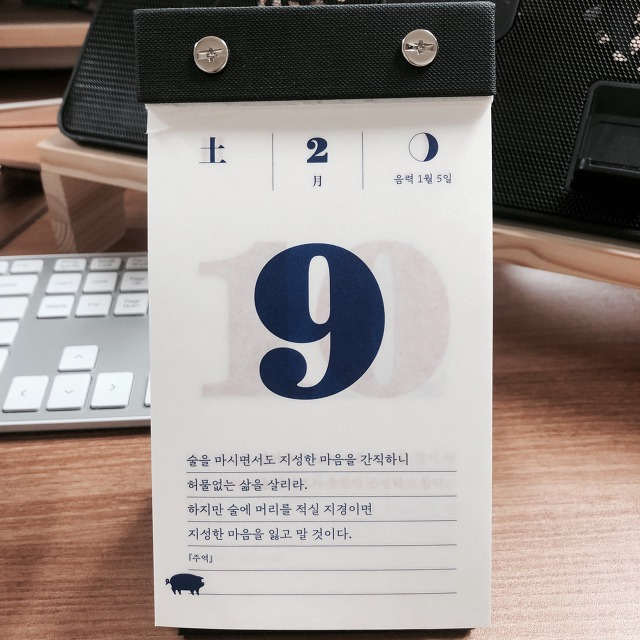 土
2
月
음력 1월 5일
9
10
술을 마시면서도 지성한 마음을 간직하니
허물없는 삶을 살리라.
하지만 술에 머리를 적실 지경이면
지성한 마음을 잃고 말 것이다.
『주역』